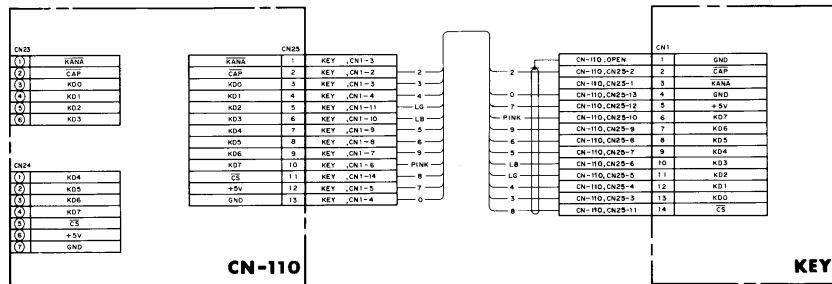 CN23
1 KANA
2 CAP
3 KD0
4 KD1
5 KD2
6 KD3
CN24
1 KD4
2 KD5
3 KD6
4 KD7
5 CS
6 +5V
7 GND
CN25
KANA 1 KEY ,CN1-3
CAP 2 KEY ,CN1-2 2
KD0 3 KEY ,CN1-3 3
KD1 4 KEY ,CN1-4 4
KD2 5 KEY ,CN1-11 LG
KD3 6 KEY ,CN1-10 LB
KD4 7 KEY ,CN1-9 5
KD5 8 KEY ,CN1-8 6
KD6 9 KEY ,CN1-7 9
KD7 10 KEY ,CN1-6 PINK
CS 11 KEY ,CN1-14 8
+5V 12 KEY ,CN1-5 7
GND 13 KEY ,CN1-4 0
CN-110
CN1
CN-110,OPEN 1 GND
2 CN-110,CN25-2 2 CAP
CN-110,CN25-1 3 KANA
0 CN-110,CN25-13 4 GND
7 CN-110,CN25-12 5 +5V
PINK CN-110,CN25-10 6 KD7
9 CN-110,CN25-9 7 KD6
6 CN-110,CN25-8 8 KD5
5 CN-110,CN25-7 9 KD4
LB CN-110,CN25-6 10 KD3
LG CN-110,CN25-5 11 KD2
4 CN-110,CN25-4 12 KD1
3 CN-110,CN25-3 13 KD0
8 CN-110,CN25-11 14 CS
KEY